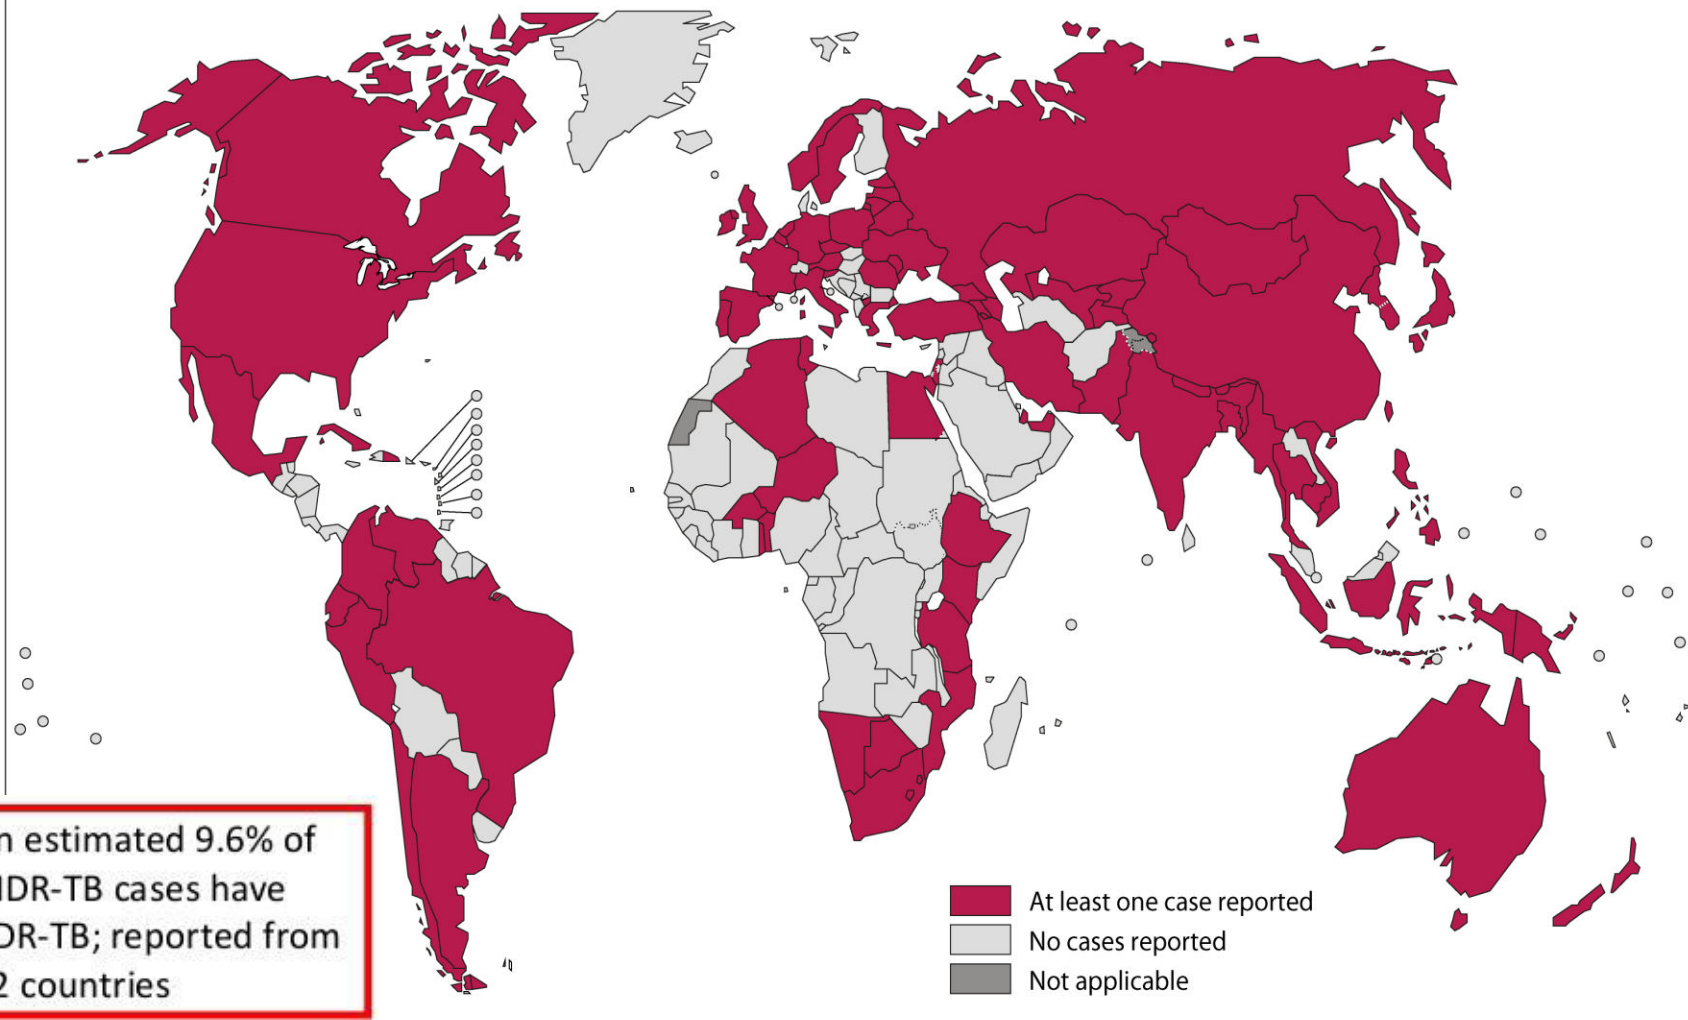 n estimated 9.6% of
IDR-TB cases have
DR-TB; reported from
2 countries
At least one case reported
No cases reported
Not applicable